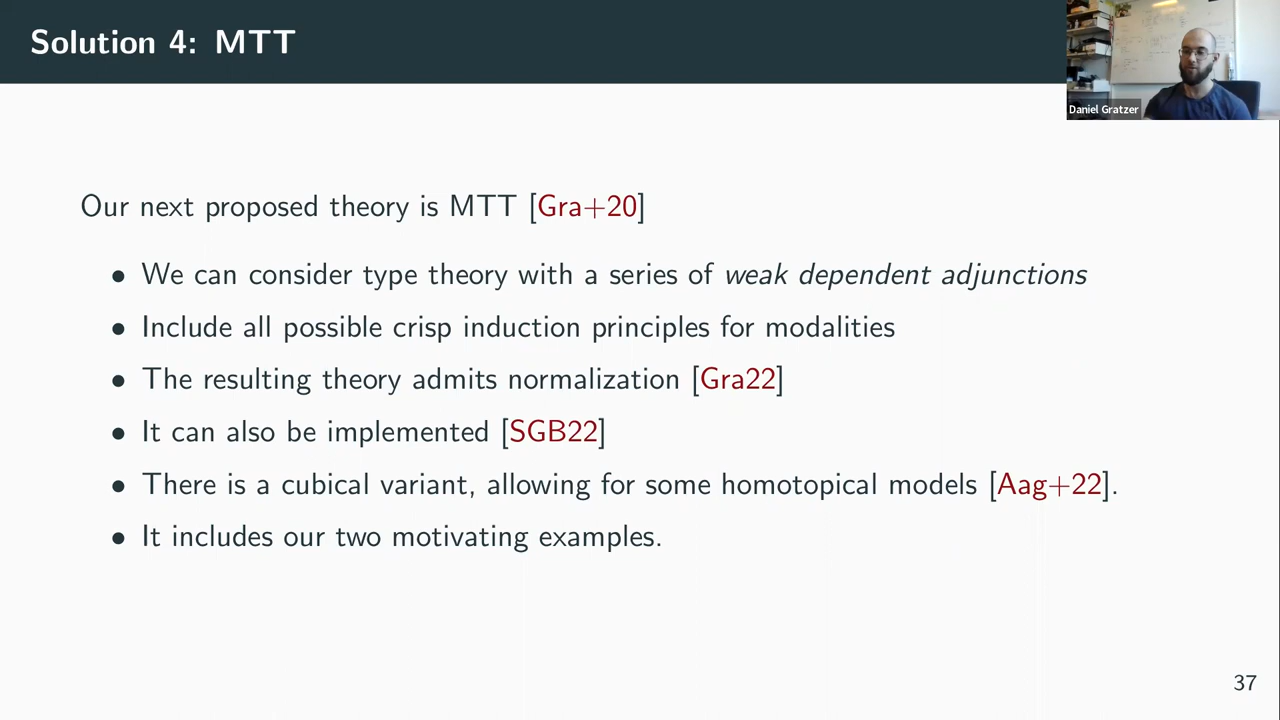 Solution 4: MTT
Daniel Gratzer
Our next proposed theory is MTT [Gra+20]
• We can consider type theory with a series of weak dependent adjunctions
• Include all possible crisp induction principles for modalities
• The resulting theory admits normalization [Gra22]
• It can also be implemented [SGB22]
• There is a cubical variant, allowing for some homotopical models [Aag+22].
• It includes our two motivating examples.
37